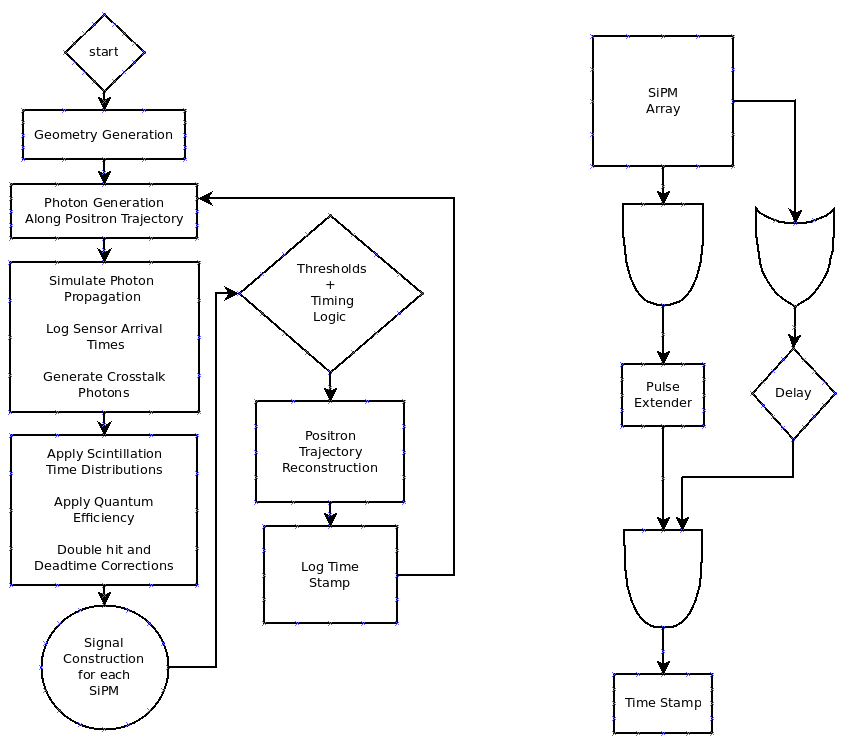 start
Geometry Generation
Photon Generation
Along Positron Trajectory
Simulate Photon
Propagation
Log Sensor Arrival
Times
Generate Crosstalk
Photons
Apply Scintillation
Time Distributions
Apply Quantum
Efficiency
Double hit and
Deadtime Corrections
Signal
Construction
for each
SiPM
Thresholds
+
Timing
Logic
Positron
Trajectory
Reconstruction
Log Time
Stamp
SiPM
Array
Pulse
Extender
Delay
Time Stamp